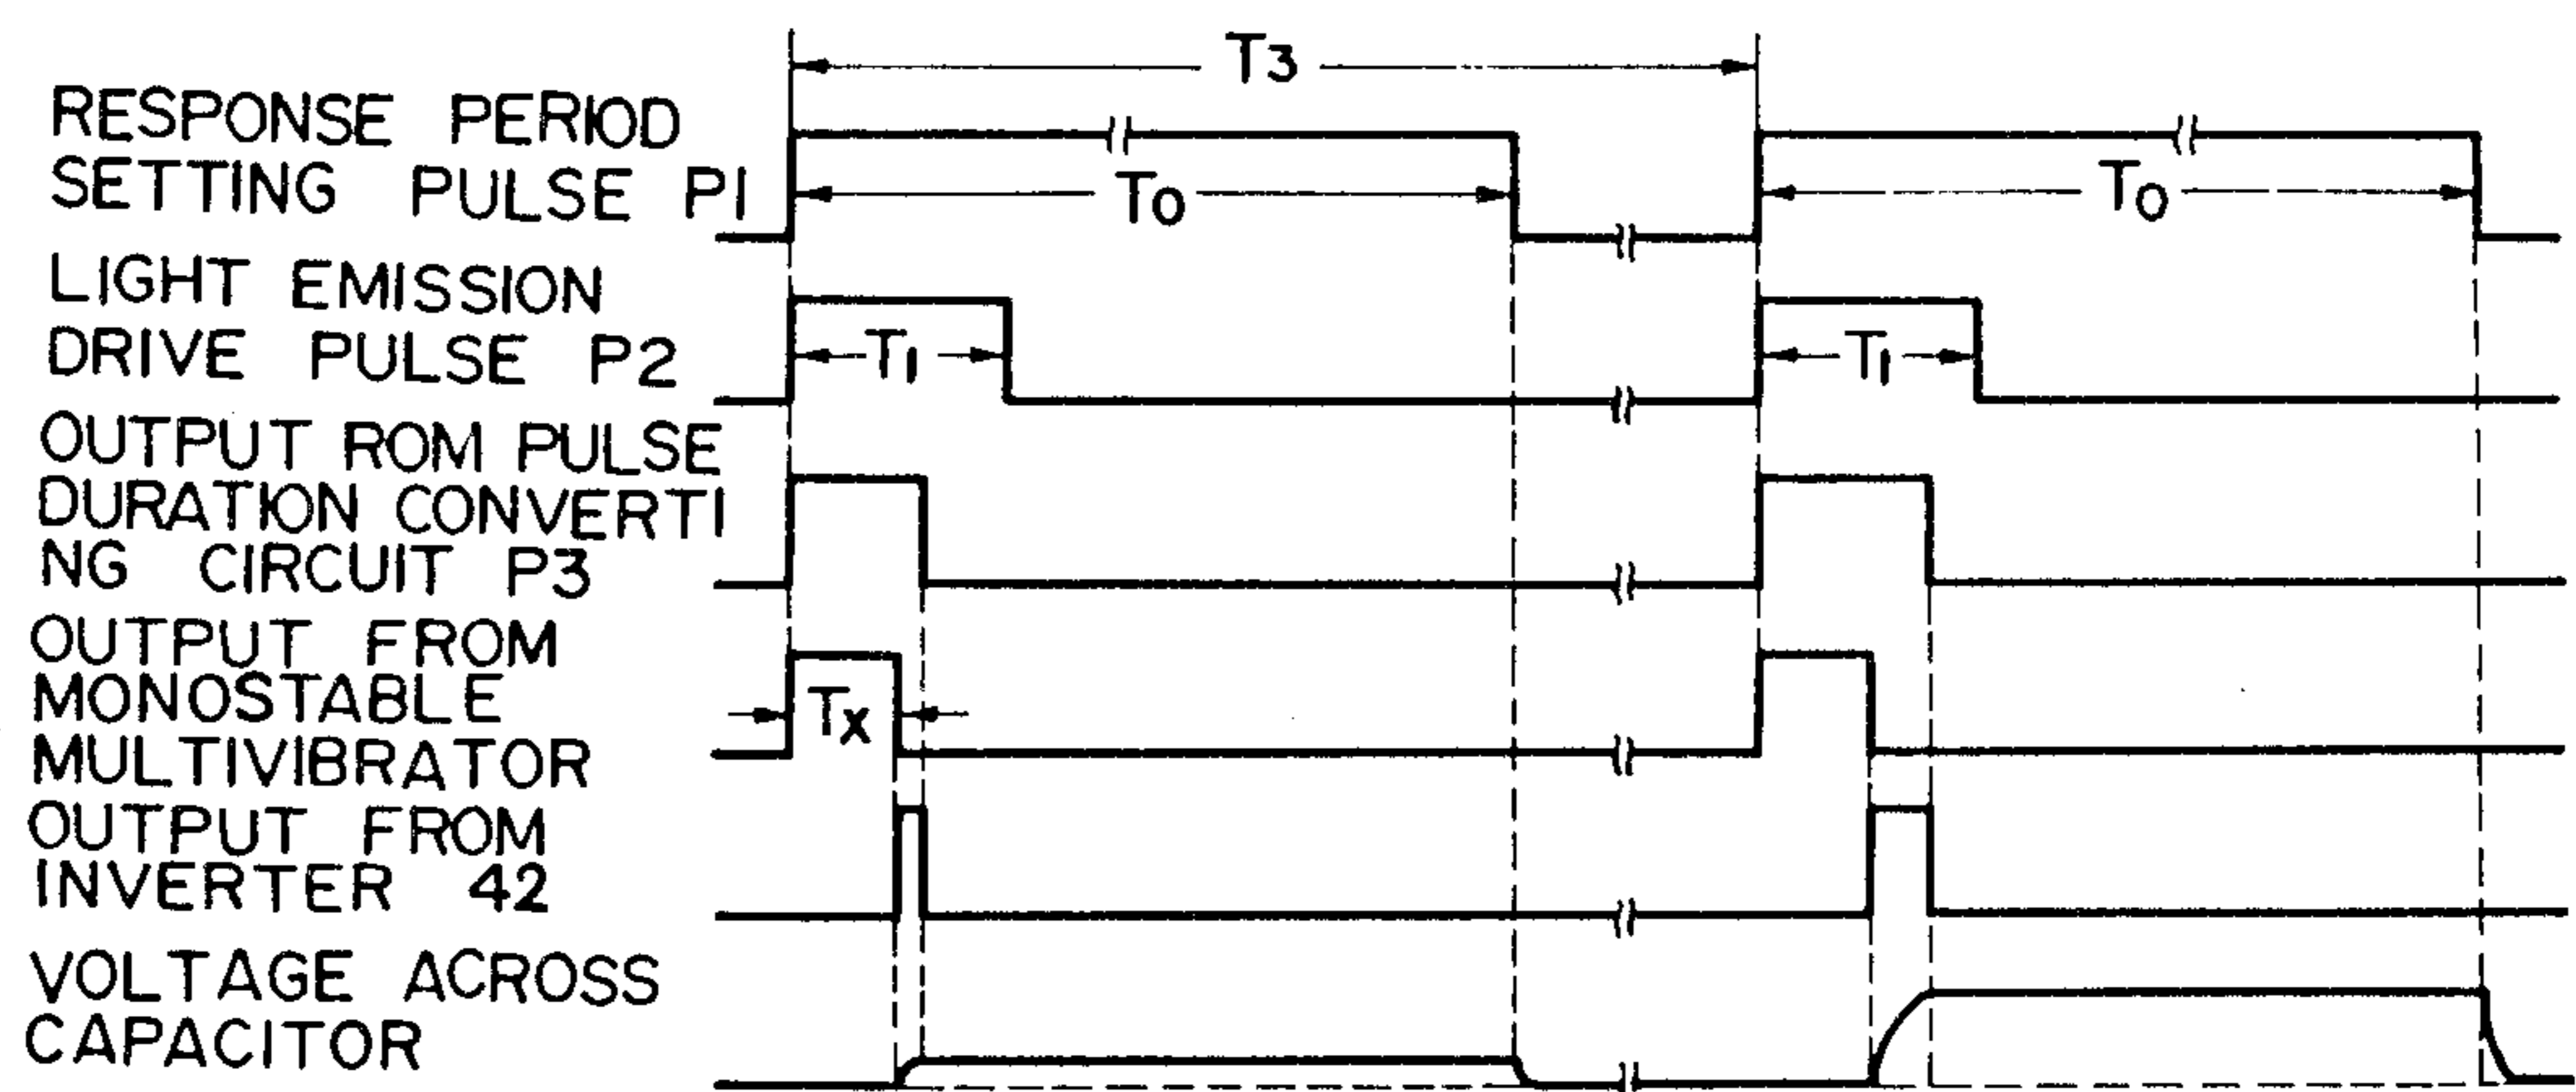 T3
RESPONSE PERIOD
SETTING PULSE P1
To
To
LIGHT EMISSION
DRIVE PULSE P2
T1
T1
OUTPUT ROM PULSE
DURATION CONVERTI
NG CIRCUIT P3
OUTPUT FROM
MONOSTABLE
MULTIVIBRATOR
Tx
OUTPUT FROM
INVERTER 42
VOLTAGE ACROSS
CAPACITOR